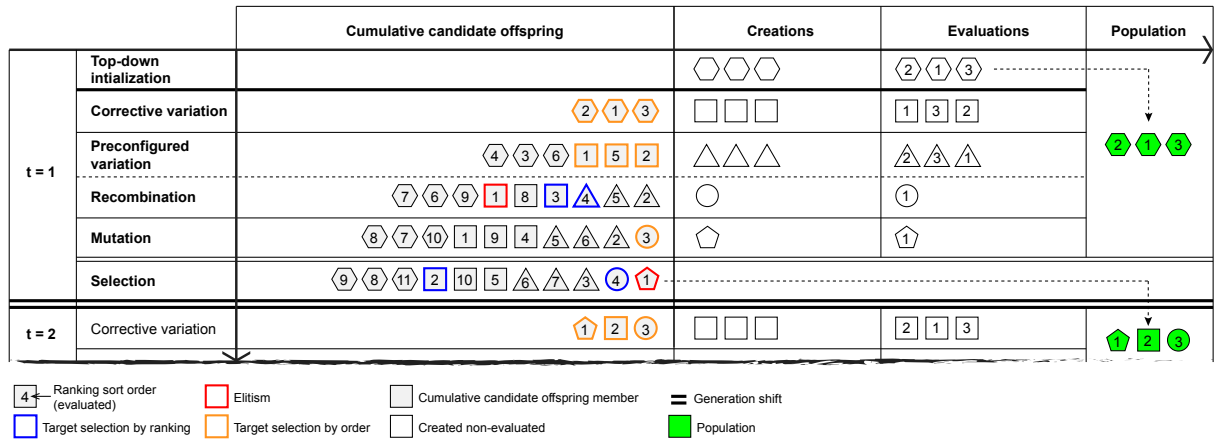 Cumulative candidate offspring Creations Evaluations Population
t = 1
Top-down
intialization
2 1 3
Corrective variation
2 1 3
1 3 2
Preconfigured
variation
4 3 6 1 5 2
2 3 1
2 1 3
Recombination
7 6 9 1 8 3 4 5 2
1
Mutation
8 7 10 1 9 4 5 6 2 3
1
Selection
9 8 11 2 10 5 6 7 3 4 1
t = 2
Corrective variation
1 2 3
2 1 3
1 2 3
4
Ranking sort order
(evaluated)
Elitism
Cumulative candidate offspring member
Generation shift
Target selection by ranking
Target selection by order
Created non-evaluated
Population